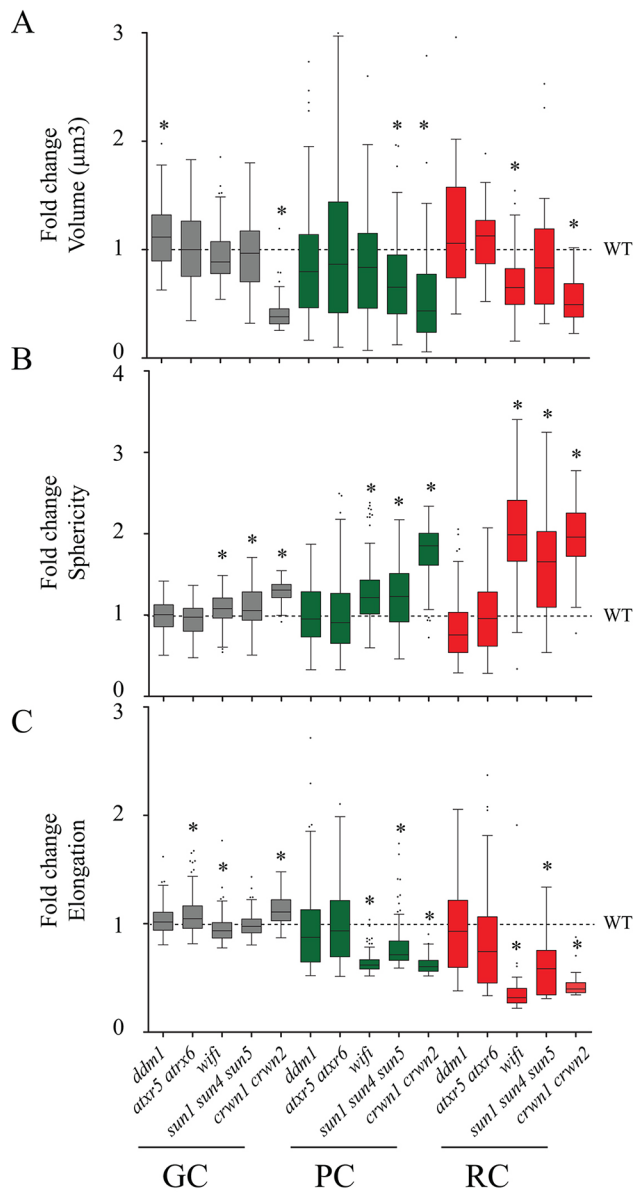 A
3
2
1
0
Fold change
Volume (µm3)
* * * * * *
WT
B
4
3
2
1
0
Fold change
Sphericity
* * * * * * * * *
WT
C
3
2
1
0
Fold change
Elongation
* * * * * * * * *
WT
ddm1
atxr5 atrx6
wifi
sun1 sun4 sun5
crwn1 crwn2
ddm1
atxr5 atxr6
wifi
sun1 sun4 sun5
crwn1 crwn2
ddm1
atxr5 atxr6
wifi
sun1 sun4 sun5
crwn1 crwn2
GC PC RC